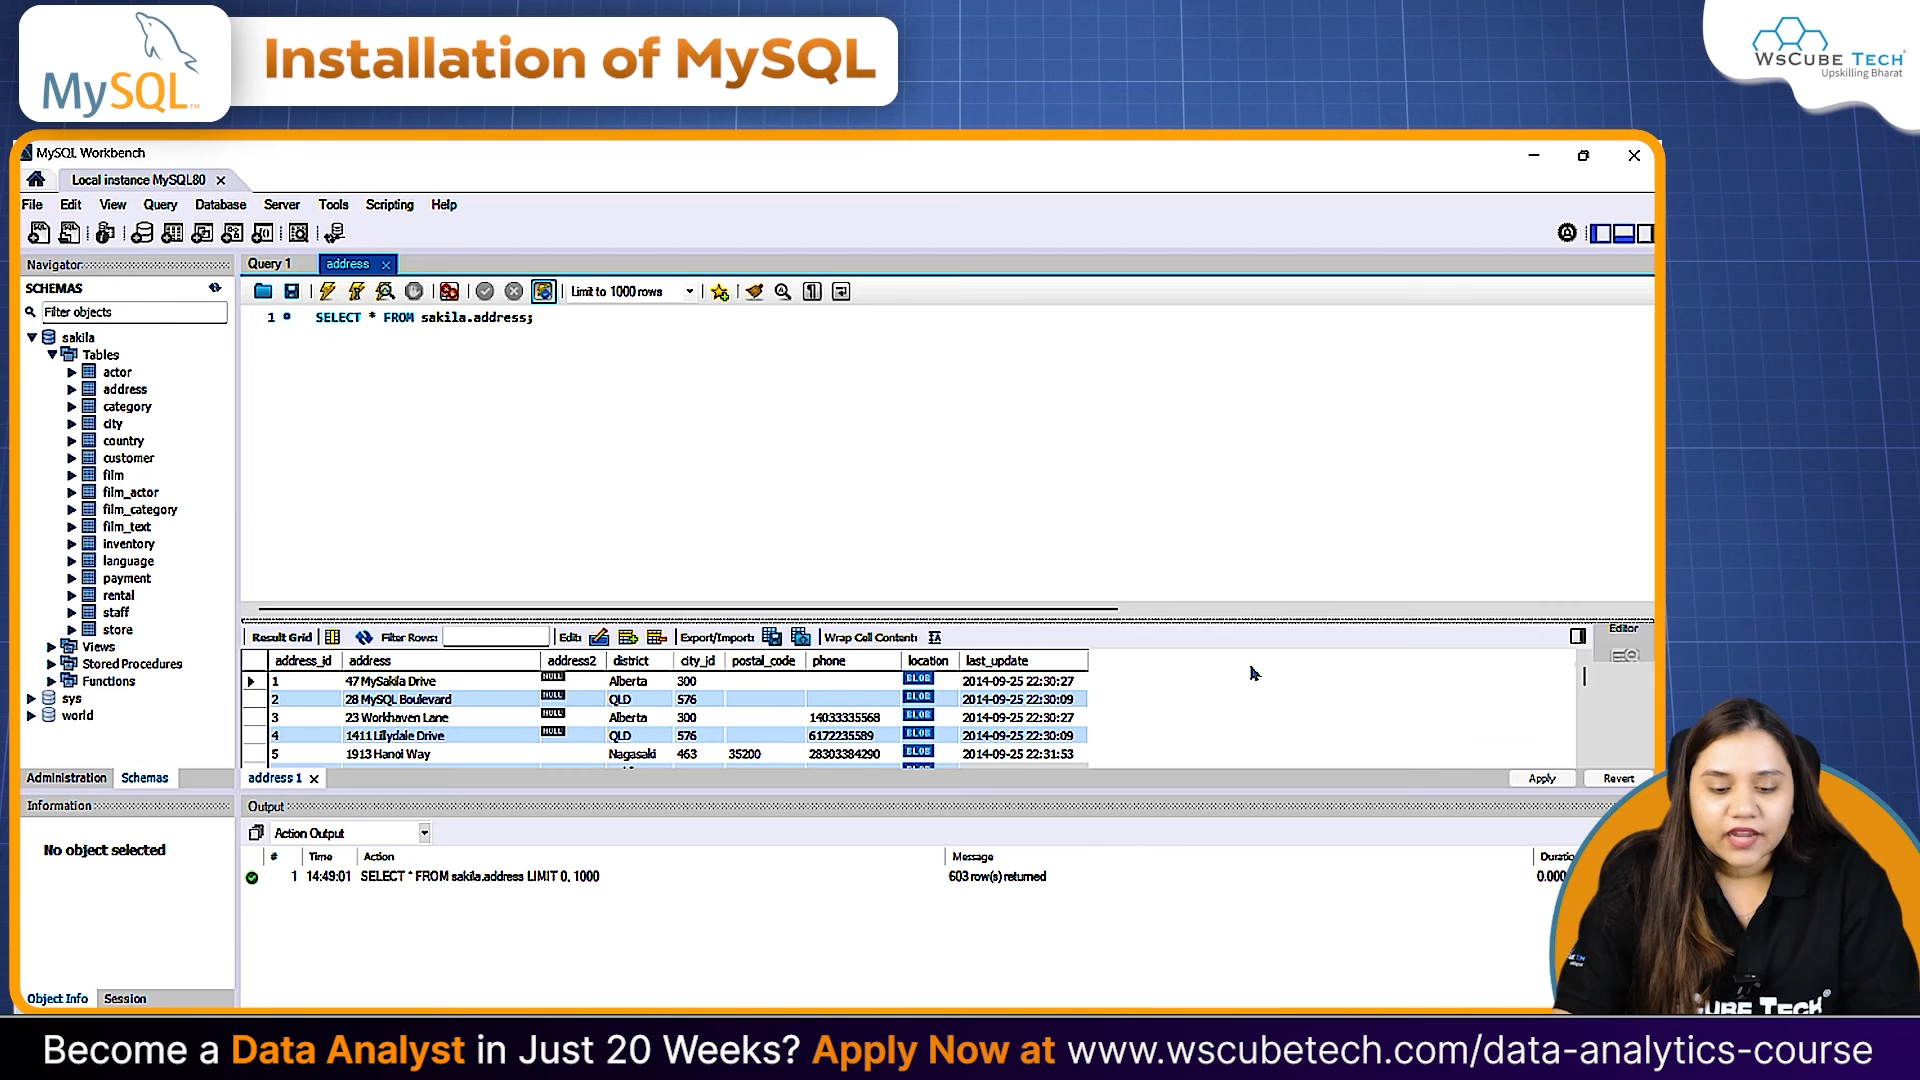 MySQL™
Installation of MySQL
WSCUBE TECH
Upskilling Bharat
MySQL Workbench
Local instance MySQL80
File Edit View Query Database Server Tools Scripting Help
Navigator
SCHEMAS
Filter objects
sakila
Tables
actor
address
category
city
country
customer
film
film_actor
film_category
film_text
inventory
language
payment
rental
staff
store
Views
Stored Procedures
Functions
sys
world
Administration Schemas
Information
No object selected
Object Info Session
Query 1 address
Limit to 1000 rows
1 SELECT * FROM sakila.address;
Result Grid Filter Rows: Edit: Export/Import: Wrap Cell Content:
Editor
address_id address address2 district city_id postal_code phone location last_update
1 47 MySakila Drive NULL Alberta 300 BLOB 2014-09-25 22:30:27
2 28 MySQL Boulevard NULL QLD 576 BLOB 2014-09-25 22:30:09
3 23 Workhaven Lane NULL Alberta 300 14033335568 BLOB 2014-09-25 22:30:27
4 1411 Lillydale Drive NULL QLD 576 6172235589 BLOB 2014-09-25 22:30:09
5 1913 Hanoi Way Nagasaki 463 35200 28303384290 BLOB 2014-09-25 22:31:53
address 1
Apply Revert
Output
Action Output
# Time Action Message
1 14:49:01 SELECT * FROM sakila.address LIMIT 0, 1000 603 row(s) returned 0.000
CUBE TECH®
Become a Data Analyst in Just 20 Weeks? Apply Now at www.wscubetech.com/data-analytics-course